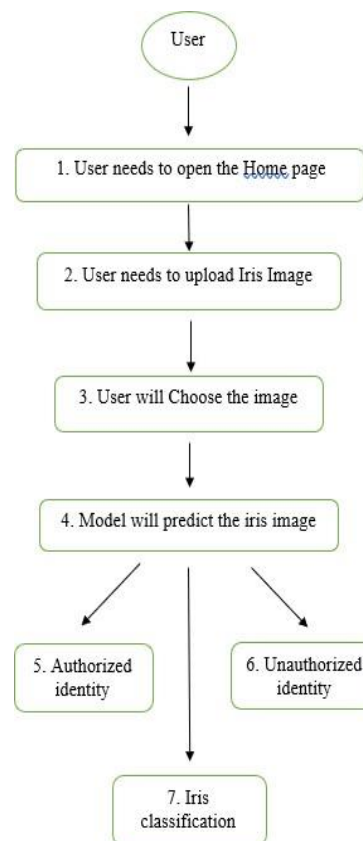 User
1. User needs to open the Home page
2. User needs to upload Iris Image
3. User will Choose the image
4. Model will predict the iris image
5. Authorized
identity
6. Unauthorized
identity
7. Iris
classification